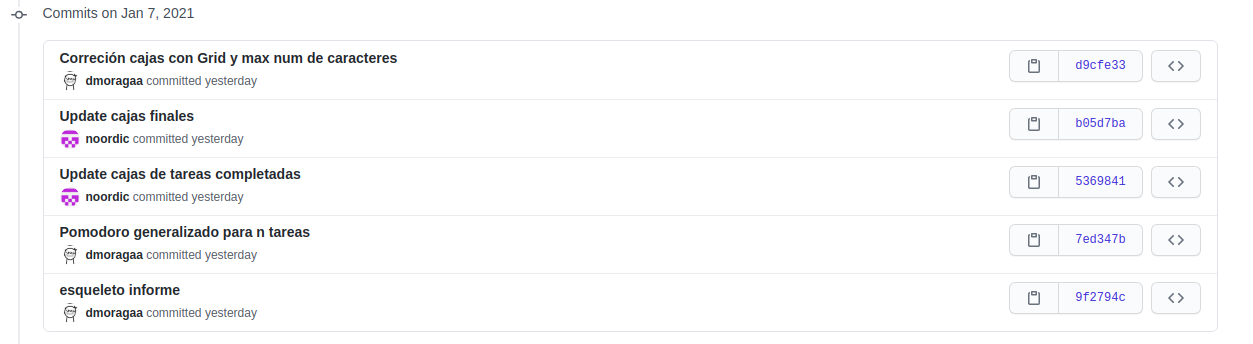 Commits on Jan 7, 2021
Correción cajas con Grid y max num de caracteres
dmoragaa committed yesterday
d9cfe33
Update cajas finales
noordic committed yesterday
b05d7ba
Update cajas de tareas completadas
noordic committed yesterday
5369841
Pomodoro generalizado para n tareas
dmoragaa committed yesterday
7ed347b
esqueleto informe
dmoragaa committed yesterday
9f2794c